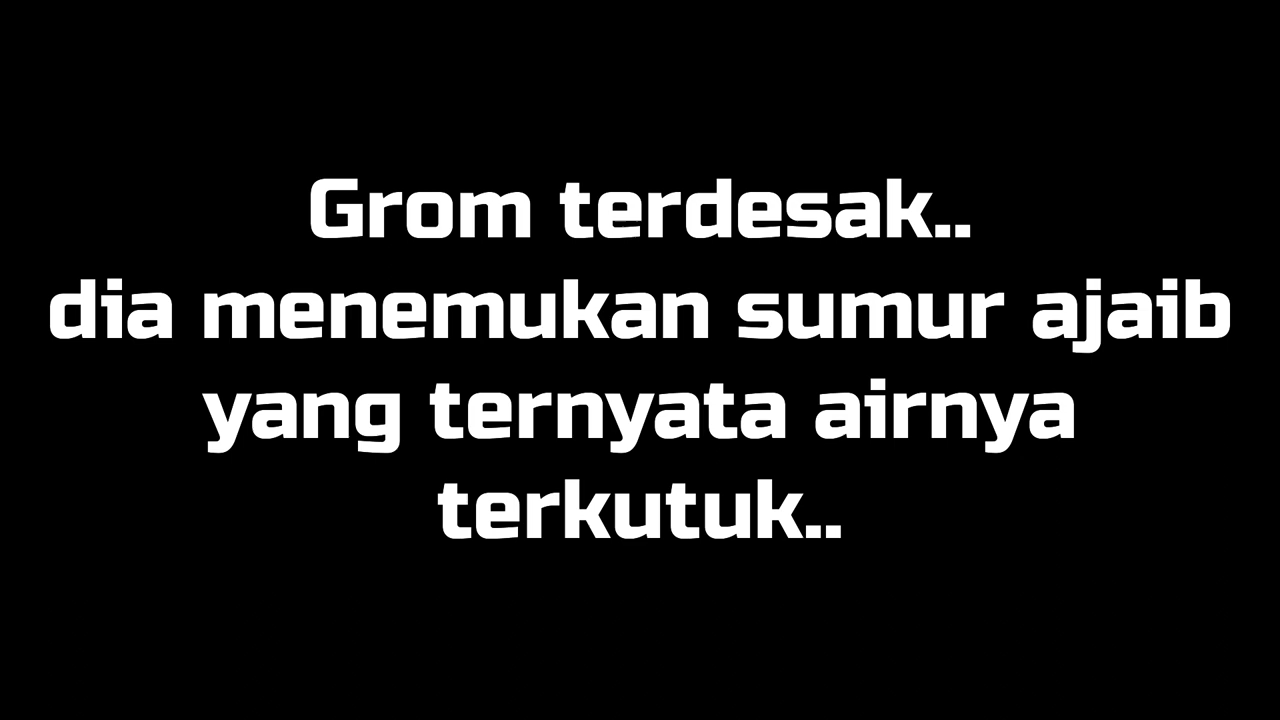 Grom terdesak..
dia menemukan sumur ajaib
yang ternyata airnya
terkutuk..